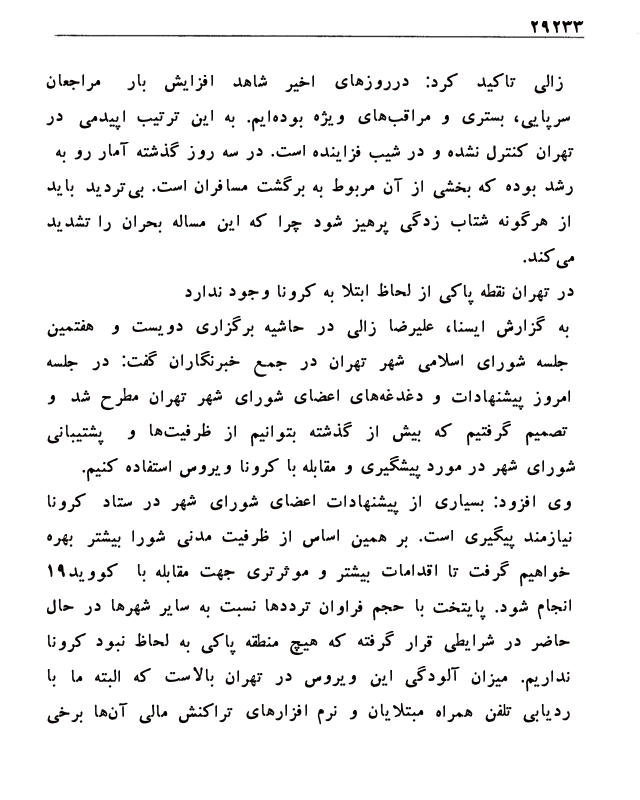 ۲۹۲۳۳
زالی تاکید کرد: درروزهای اخیر شاهد افزایش بار مراجعان
سرپایی، بستری و مراقب‌های ویژه بوده‌ایم. به این ترتیب اپیدمی در
تهران کنترل نشده و در شیب فزاینده است. در سه روز گذشته آمار رو به
رشد بوده که بخشی از آن مربوط به برگشت مسافران است. بی‌تردید باید
از هرگونه شتاب زدگی پرهیز شود چرا که این مساله بحران را تشدید
می‌کند.
در تهران نقطه پاکی از لحاظ ابتلا به کرونا وجود ندارد
به گزارش ایسنا، علیرضا زالی در حاشیه برگزاری دویست و هفتمین
جلسه شورای اسلامی شهر تهران در جمع خبرنگاران گفت: در جلسه
امروز پیشنهادات و دغدغه‌های اعضای شورای شهر تهران مطرح شد و
تصمیم گرفتیم که بیش از گذشته بتوانیم از ظرفیت‌ها و پشتیبانی
شورای شهر در مورد پیشگیری و مقابله با کرونا ویروس استفاده کنیم.
وی افزود: بسیاری از پیشنهادات اعضای شورای شهر در ستاد کرونا
نیازمند پیگیری است. بر همین اساس از ظرفیت مدنی شورا بیشتر بهره
خواهیم گرفت تا اقدامات بیشتر و موثرتری جهت مقابله با کووید۱۹
انجام شود. پایتخت با حجم فراوان ترددها نسبت به سایر شهرها در حال
حاضر در شرایطی قرار گرفته که هیچ منطقه پاکی به لحاظ نبود کرونا
نداریم. میزان آلودگی این ویروس در تهران بالاست که البته ما با
ردیابی تلفن همراه مبتلایان و نرم افزارهای تراکنش مالی آن‌ها برخی